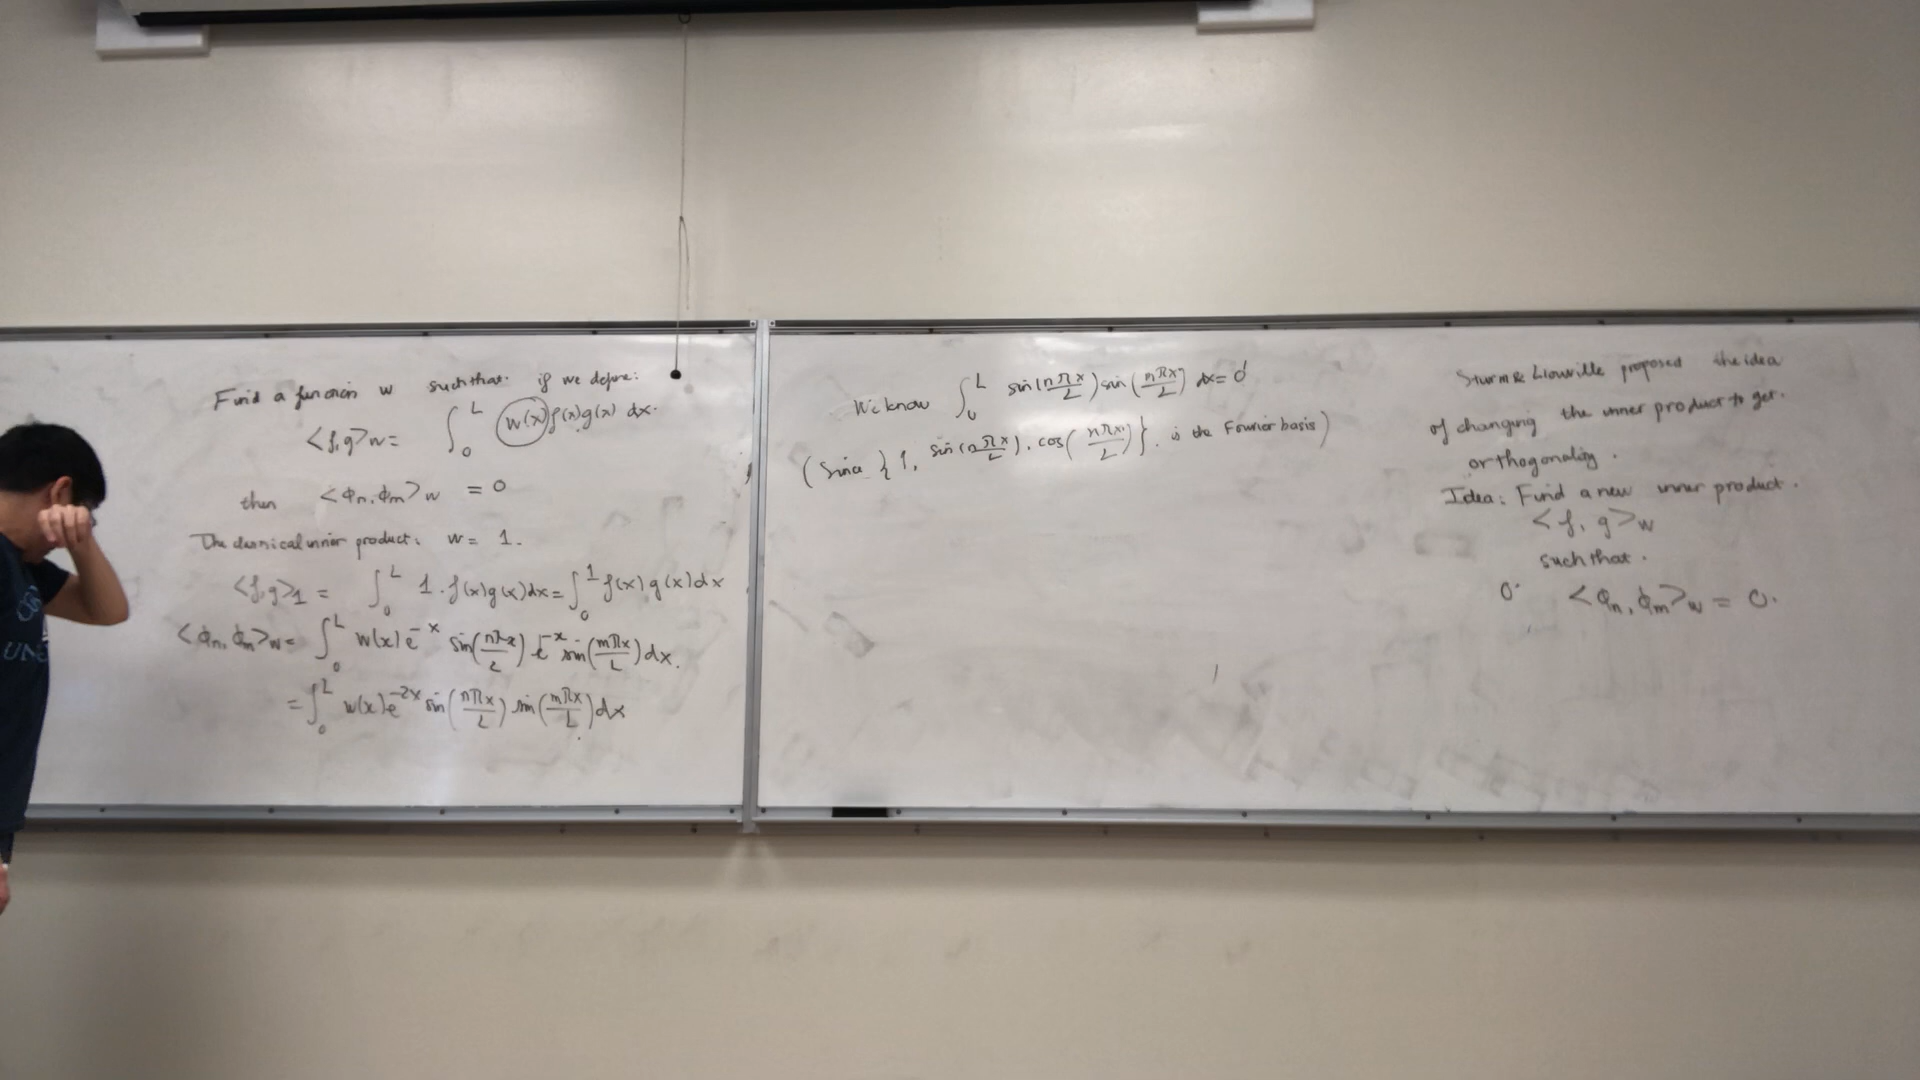 Find a function w such that if we define:
<f,g>w = ∫₀ᴸ w(x) f(x) g(x) dx.
then <ϕn, ϕm>w = 0
The classical inner product: w = 1.
<f,g>1 = ∫₀ᴸ 1. f(x)g(x)dx = ∫₀¹ f(x) g(x) dx
<ϕn, ϕm>w = ∫₀ᴸ w(x) e^-x sin(nπx/L) e^-x sin(mπx/L) dx.
= ∫₀ᴸ w(x) e^-2x sin(nπx/L) sin(mπx/L) dx
We know ∫₀ᴸ sin(nπx/L) sin(mπx/L) dx = 0
(Since {1, sin(nπx/L), cos(nπx/L)}. is the Fourier basis)
Sturm & Liouville proposed the idea
of changing the inner product to get.
orthogonality.
Idea: Find a new inner product.
<f, g>w
such that.
0. <ϕn, ϕm>w = 0.
UN